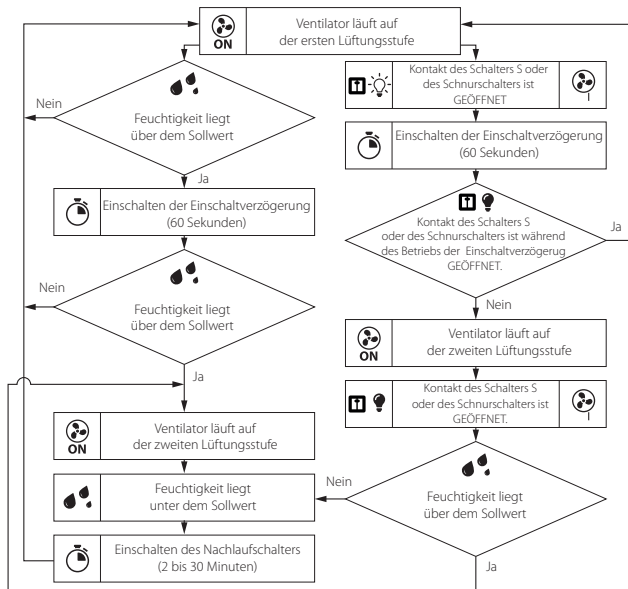 ON
Ventilator läuft auf
der ersten Lüftungsstufe
Nein
Feuchtigkeit liegt
über dem Sollwert
Ja
Einschalten der Einschaltverzögerung
(60 Sekunden)
Nein
Feuchtigkeit liegt
über dem Sollwert
Ja
ON
Ventilator läuft auf
der zweiten Lüftungsstufe
Feuchtigkeit liegt
unter dem Sollwert
Einschalten des Nachlaufschalters
(2 bis 30 Minuten)
Kontakt des Schalters S oder
des Schnurschalters ist
GEÖFFNET
I
Einschalten der Einschaltverzögerung
(60 Sekunden)
Kontakt des Schalters S
oder des Schnurschalters ist während
des Betriebs der Einschaltverzögerug
GEÖFFNET.
Ja
Nein
ON
Ventilator läuft auf
der zweiten Lüftungsstufe
Kontakt des Schalters S
oder des Schnurschalters ist
GEÖFFNET.
I
Nein
Feuchtigkeit liegt
über dem Sollwert
Ja